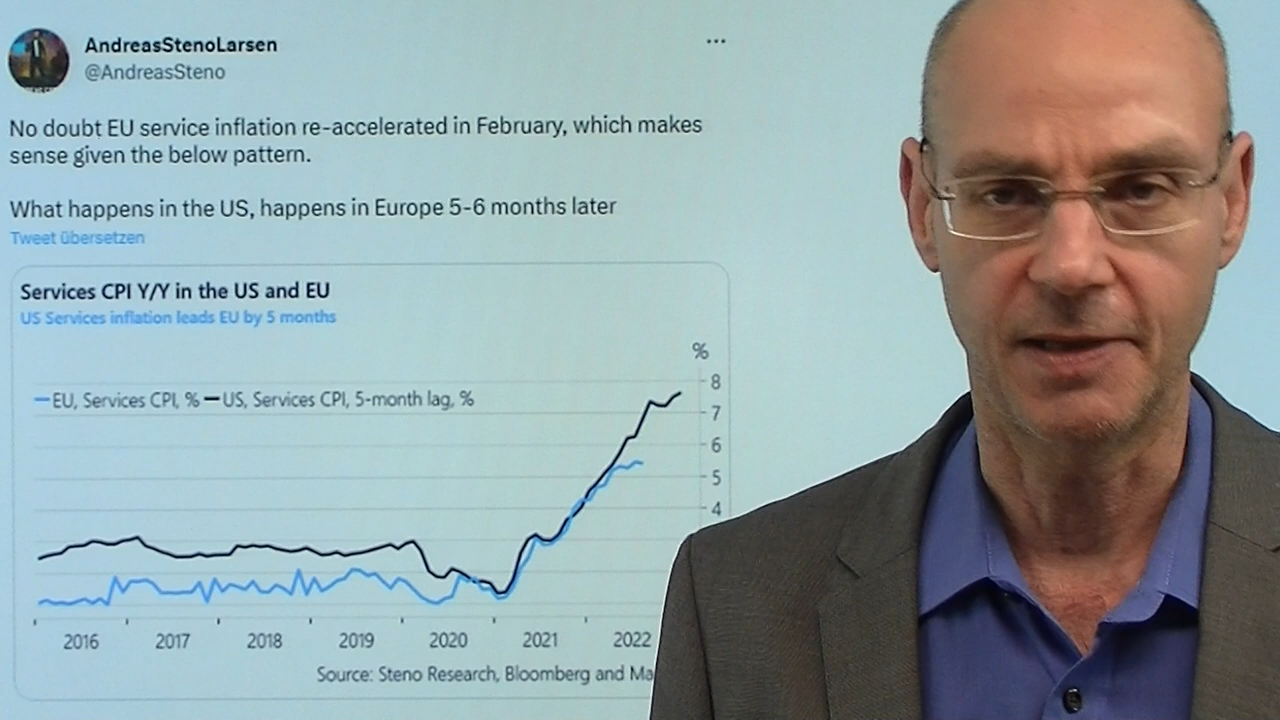 AndreasStenoLarsen
@AndreasSteno
No doubt EU service inflation re-accelerated in February, which makes
sense given the below pattern.
What happens in the US, happens in Europe 5-6 months later
Tweet übersetzen
Services CPI Y/Y in the US and EU
US Services inflation leads EU by 5 months
%
EU, Services CPI, % US, Services CPI, 5-month lag, %
8
7
6
5
4
2016 2017 2018 2019 2020 2021 2022
Source: Steno Research, Bloomberg and Ma